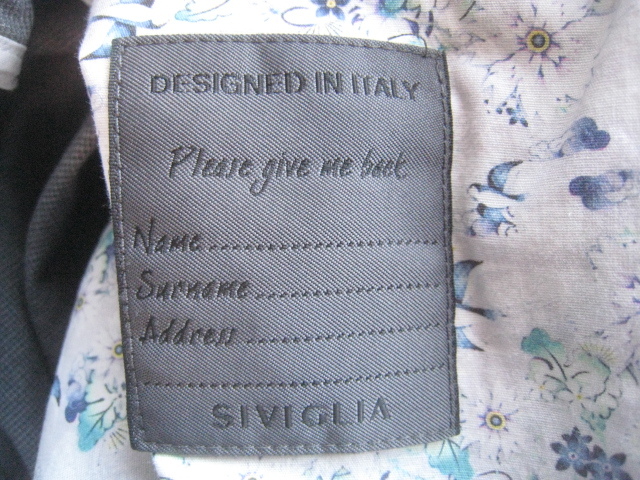 DESIGNED IN ITALY
Please give me back
Name....................
Surname................
Address.................
..............................
SIVIGLIA